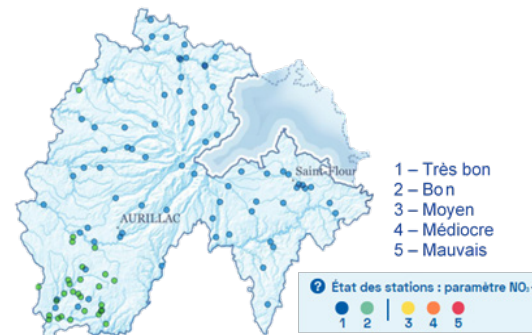 Saint-Flour
AURILLAC
1 – Très bon
2 – Bon
3 – Moyen
4 – Médiocre
5 – Mauvais
? État des stations : paramètre NO₃-
1 2 3 4 5